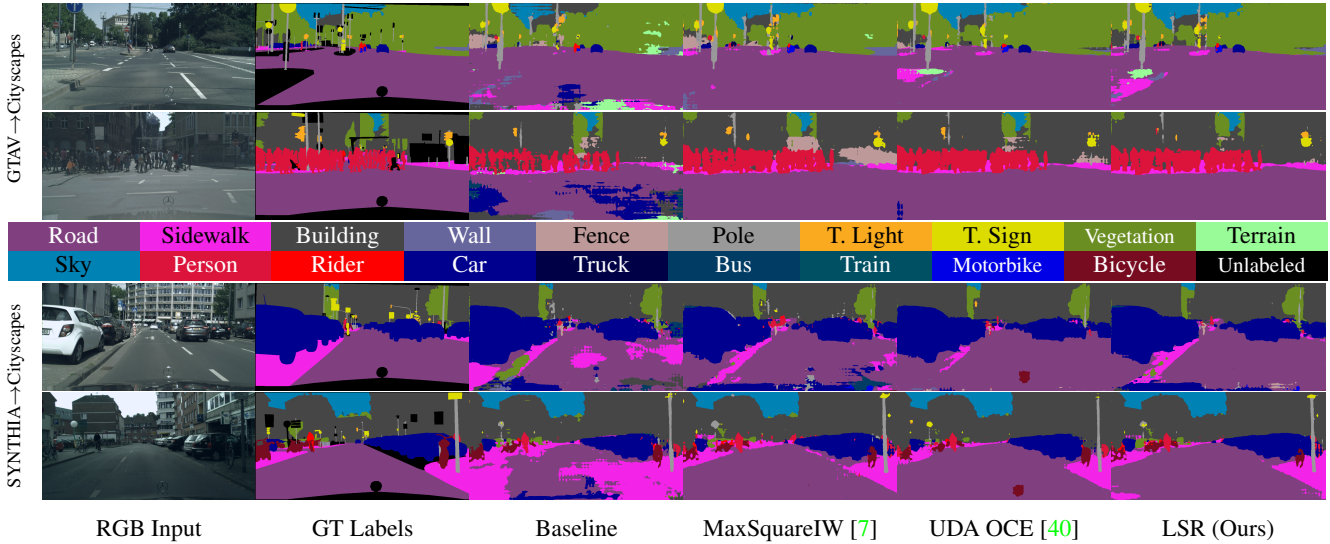 GTAV→Cityscapes
Road Sidewalk Building Wall Fence Pole T. Light T. Sign Vegetation Terrain
Sky Person Rider Car Truck Bus Train Motorbike Bicycle Unlabeled
SYNTHIA→Cityscapes
RGB Input GT Labels Baseline MaxSquareIW [7] UDA OCE [40] LSR (Ours)